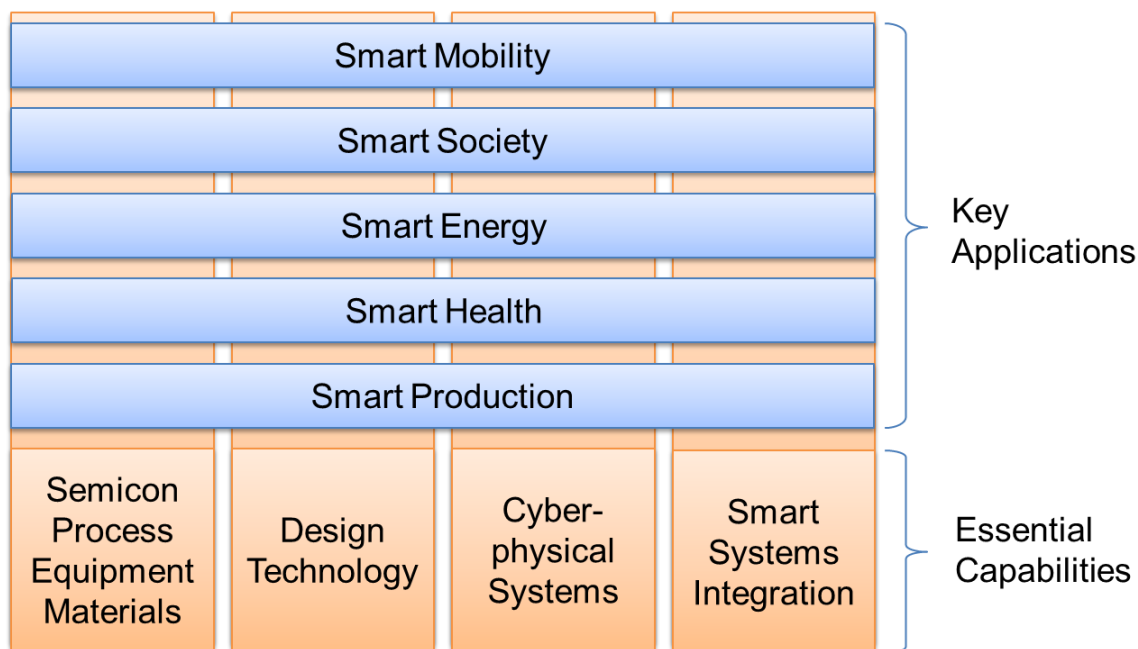 Smart Mobility
Smart Society
Smart Energy
Smart Health
Smart Production
Key
Applications
Semicon
Process
Equipment
Materials
Design
Technology
Cyber-
physical
Systems
Smart
Systems
Integration
Essential
Capabilities